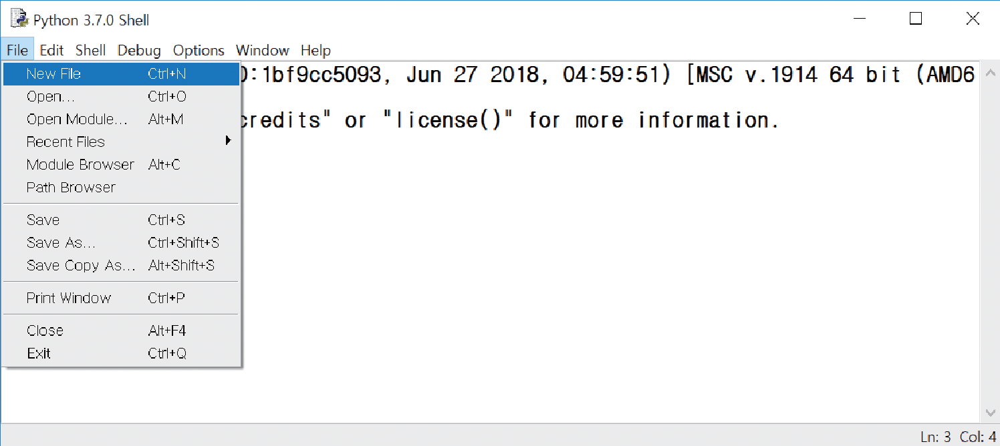 Python 3.7.0 Shell
File Edit Shell Debug Options Window Help
New File Ctrl+N
Open... Ctrl+O
Open Module... Alt+M
Recent Files
Module Browser Alt+C
Path Browser
Save Ctrl+S
Save As... Ctrl+Shift+S
Save Copy As... Alt+Shift+S
Print Window Ctrl+P
Close Alt+F4
Exit Ctrl+Q
:1bf9cc5093, Jun 27 2018, 04:59:51) [MSC v.1914 64 bit (AMD6
credits" or "license()" for more information.
Ln: 3 Col: 4